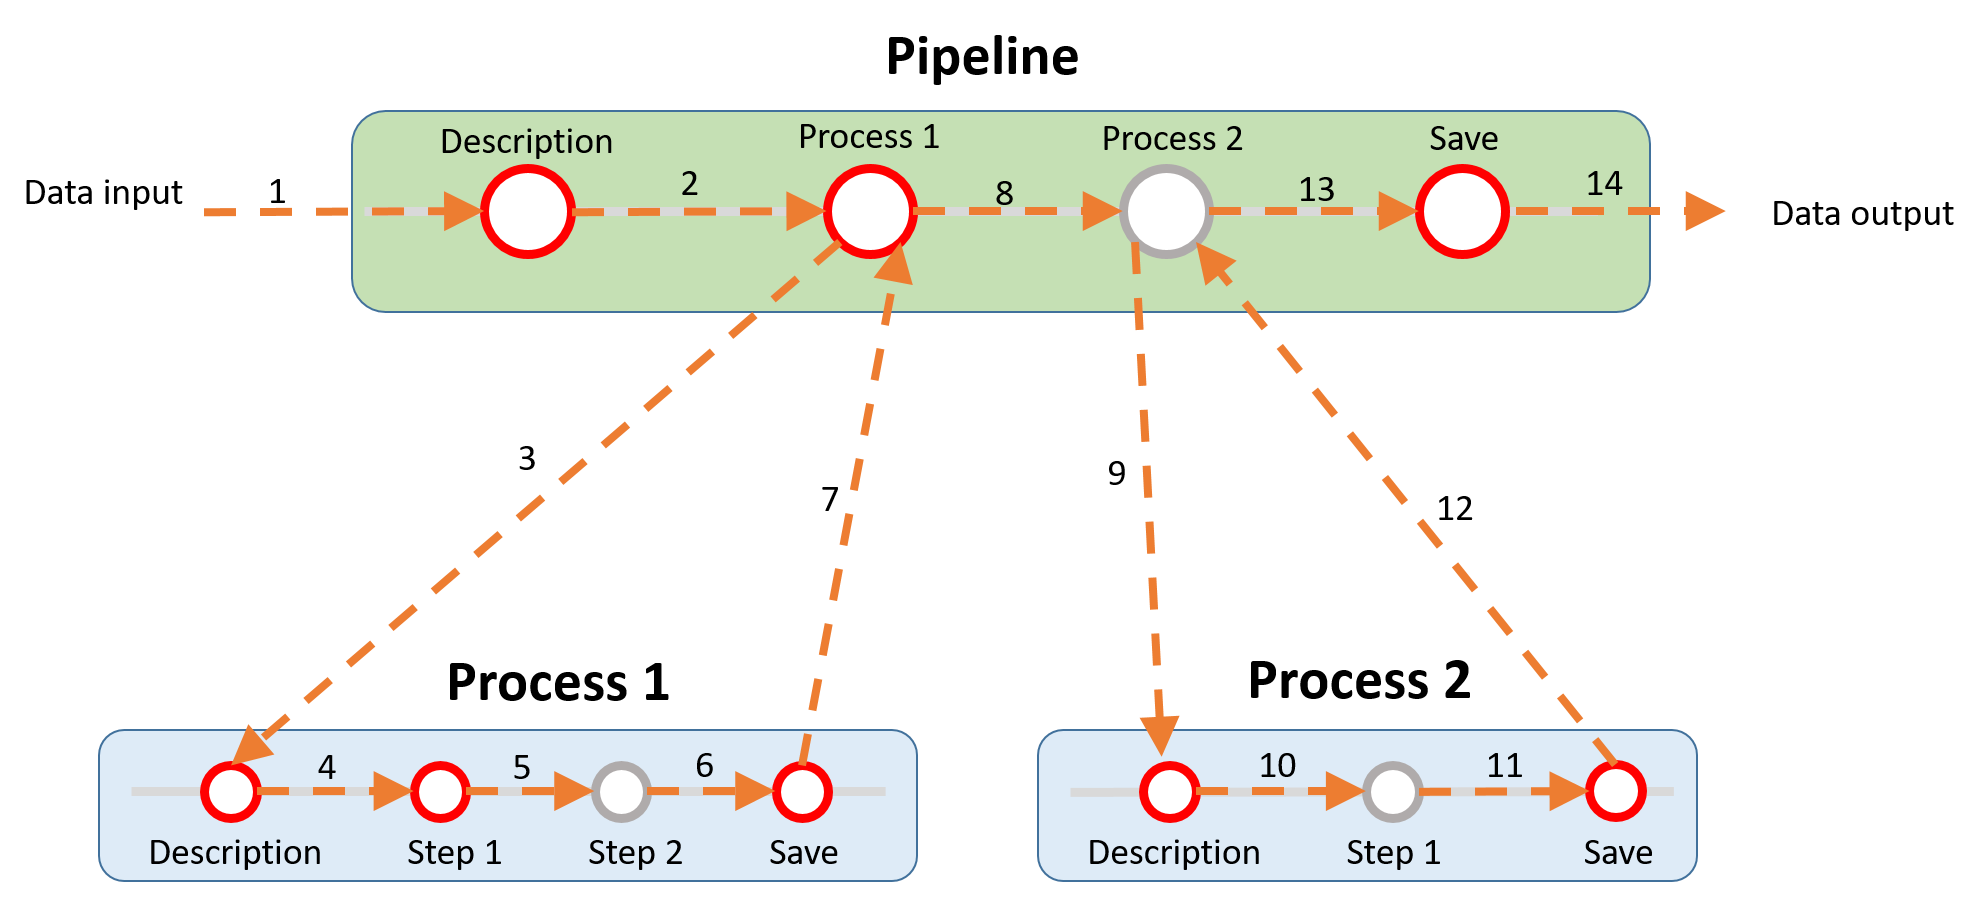 Pipeline
Description
Process 1
Process 2
Save
Data input
1
2
8
13
14
Data output
3
7
9
12
Process 1
4
5
6
Description
Step 1
Step 2
Save
Process 2
10
11
Description
Step 1
Save